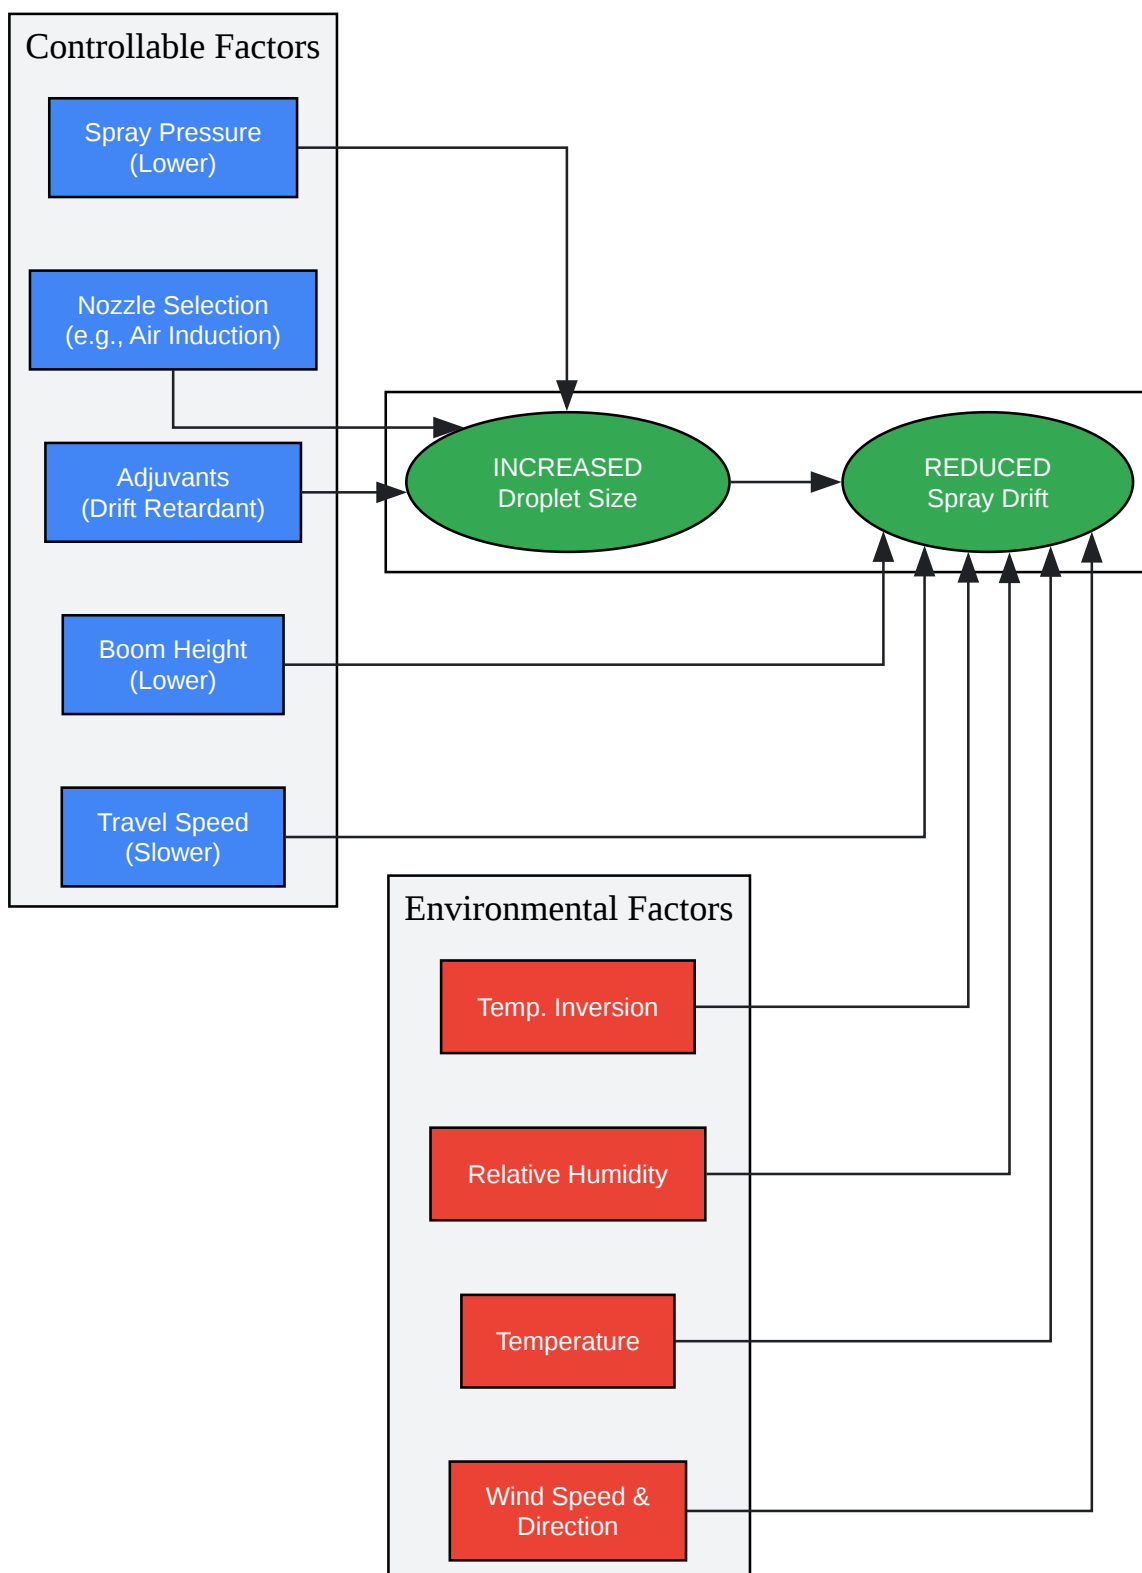 Controllable Factors
Spray Pressure
(Lower)
Nozzle Selection
(e.g., Air Induction)
Adjuvants
(Drift Retardant)
Boom Height
(Lower)
Travel Speed
(Slower)
INCREASED
Droplet Size
REDUCED
Spray Drift
Environmental Factors
Temp. Inversion
Relative Humidity
Temperature
Wind Speed &
Direction